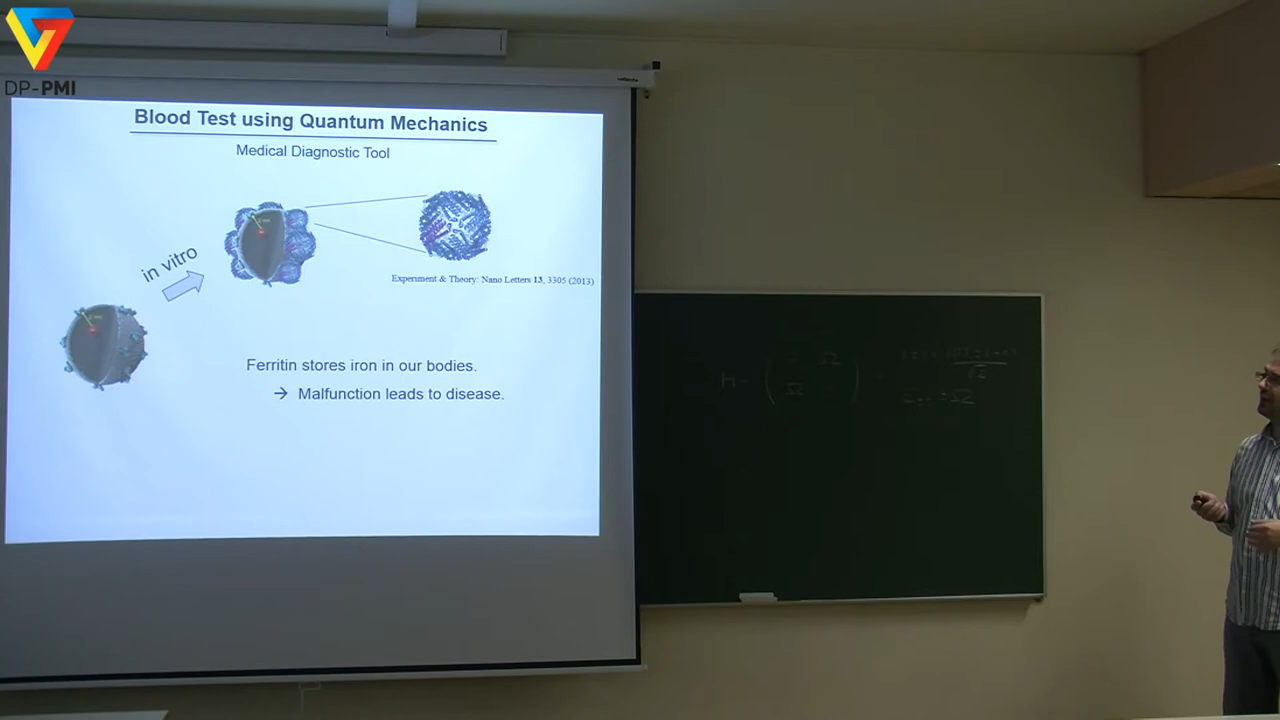 DP-PMI
Blood Test using Quantum Mechanics
Medical Diagnostic Tool
in vitro
Experiment & Theory: Nano Letters 13, 3305 (2013)
Ferritin stores iron in our bodies.
→ Malfunction leads to disease.
H =
Ω
Ω